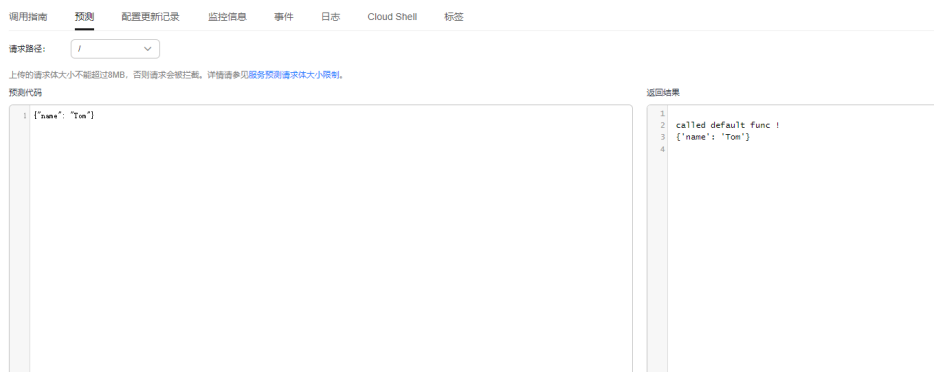 调用指南 预测 配置更新记录 监控信息 事件 日志 Cloud Shell 标签
请求路径： /
上传的请求体大小不能超过8MB，否则请求会被拦截。详情请参见服务预测请求体大小限制。
预测代码 返回结果
1 {"name": "Tom"}
1
2 called default func !
3 {'name': 'Tom'}
4